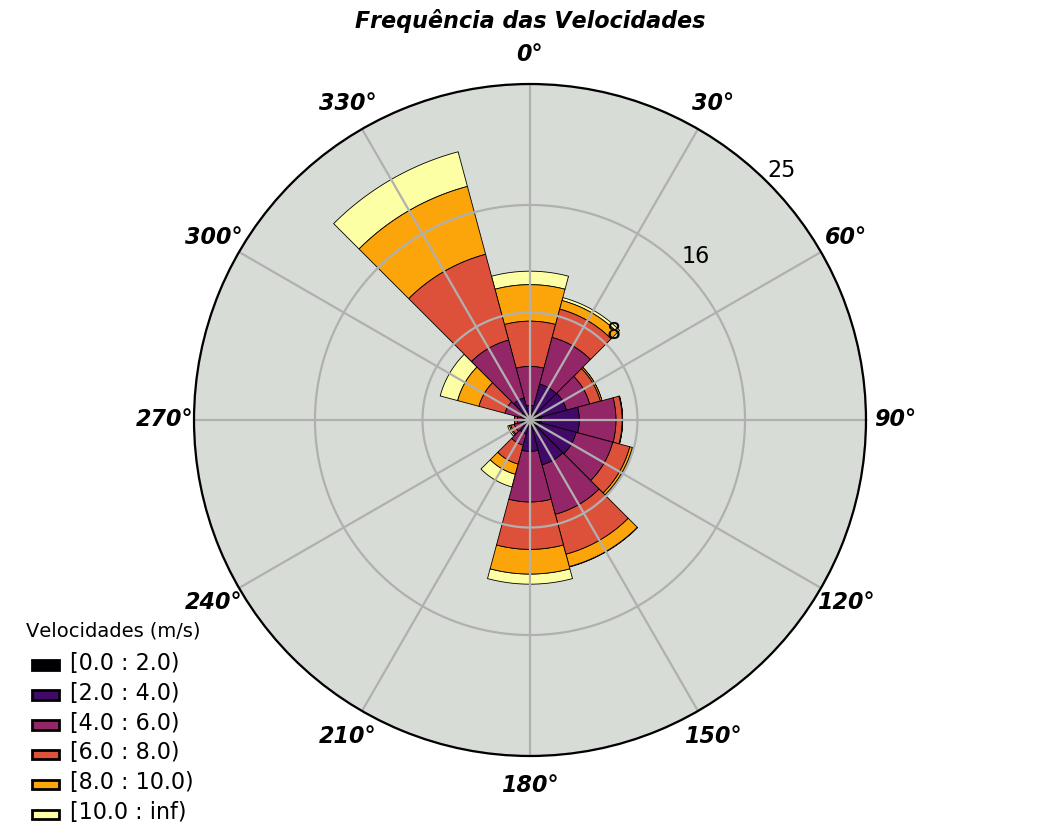 Frequência das Velocidades
0°
330°
30°
25
300°
60°
16
8
270°
90°
240°
120°
Velocidades (m/s)
[0.0 : 2.0)
[2.0 : 4.0)
[4.0 : 6.0)
210°
150°
[6.0 : 8.0)
180°
[8.0 : 10.0)
[10.0 : inf)